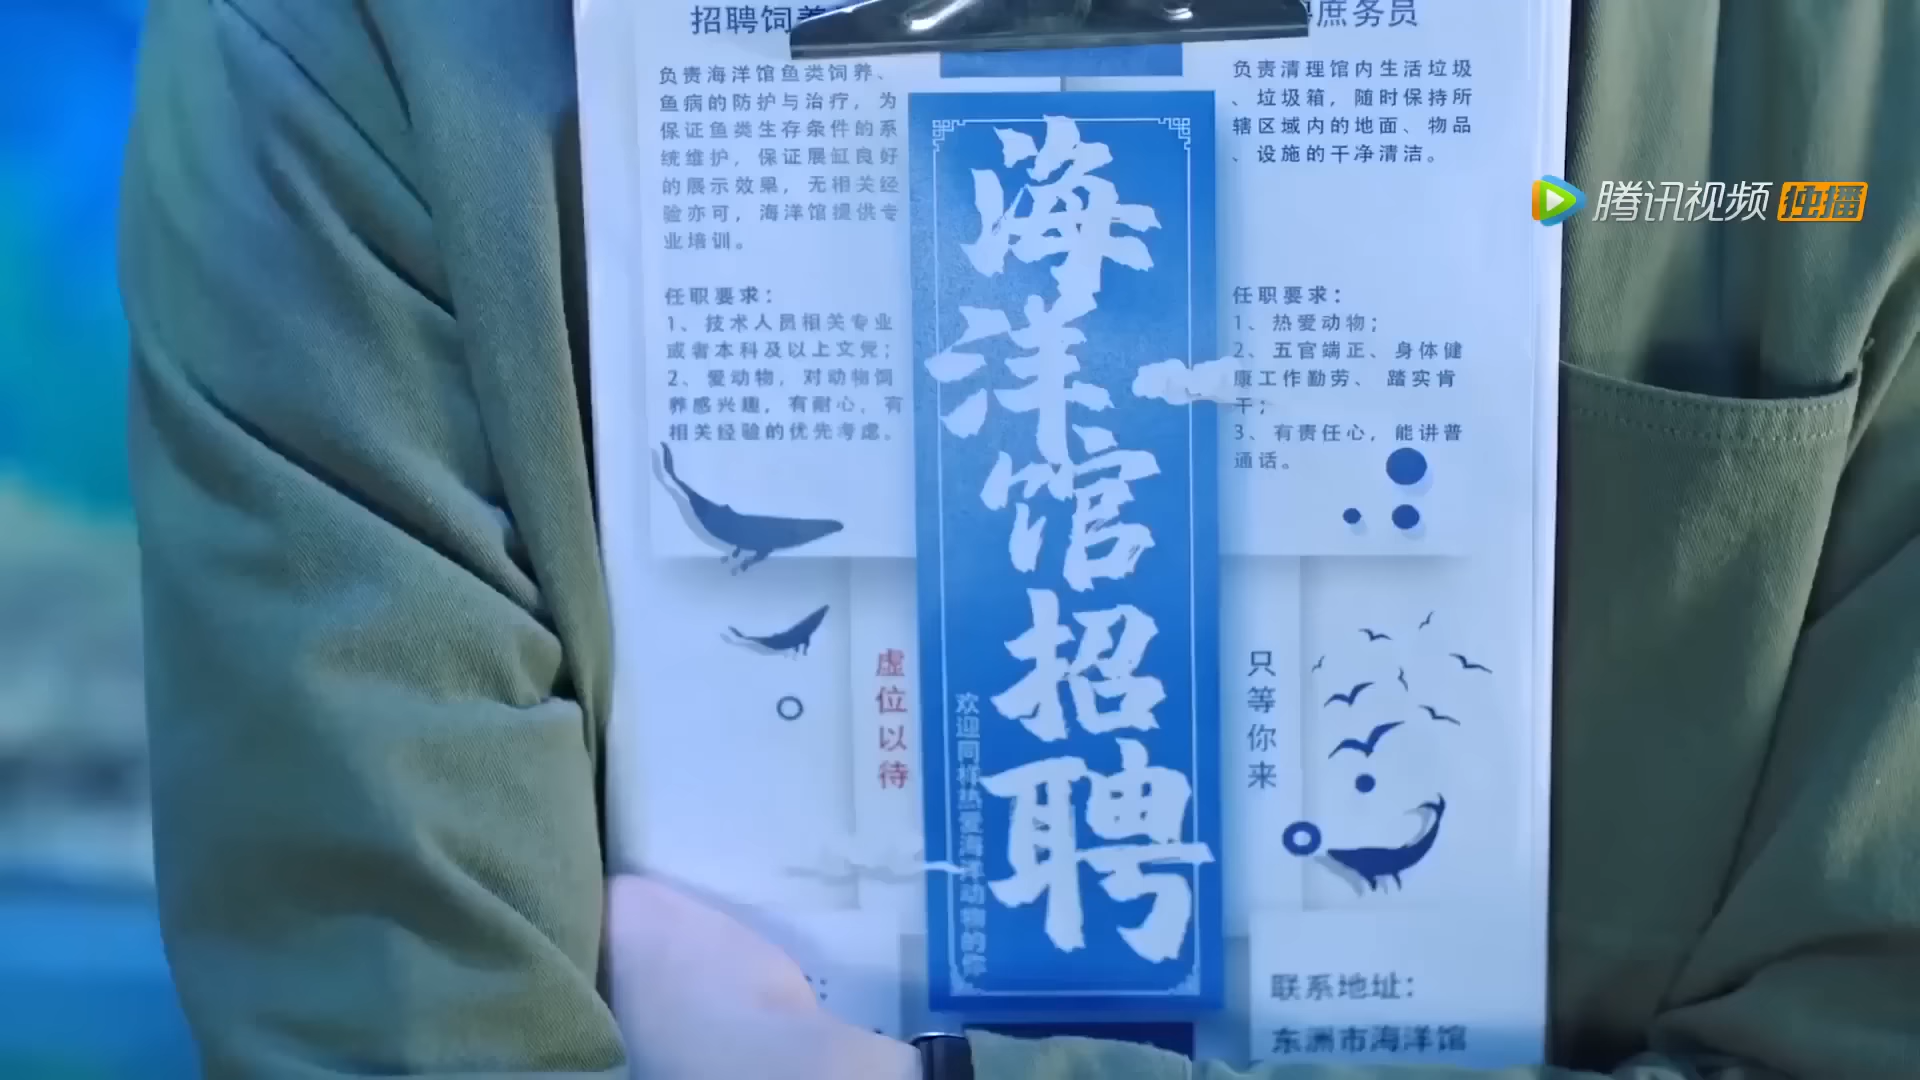 招聘饲养
负责海洋馆鱼类饲养、
鱼病的防护与治疗，为
保证鱼类生存条件的系
统维护，保证展缸良好
的展示效果，无相关经
验亦可，海洋馆提供专
业培训。
任职要求：
1、技术人员相关专业
或者本科及以上文凭；
2、爱动物，对动物饲
养感兴趣，有耐心，有
相关经验的优先考虑。
海洋馆招聘
欢迎同样热爱海洋动物的你
虚位以待
庶务员
负责清理馆内生活垃圾
、垃圾箱，随时保持所
辖区域内的地面、物品
、设施的干净清洁。
任职要求：
1、热爱动物；
2、五官端正、身体健
康工作勤劳、踏实肯
干；
3、有责任心，能讲普
通话。
只等你来
联系地址：
东洲市海洋馆
腾讯视频 独播